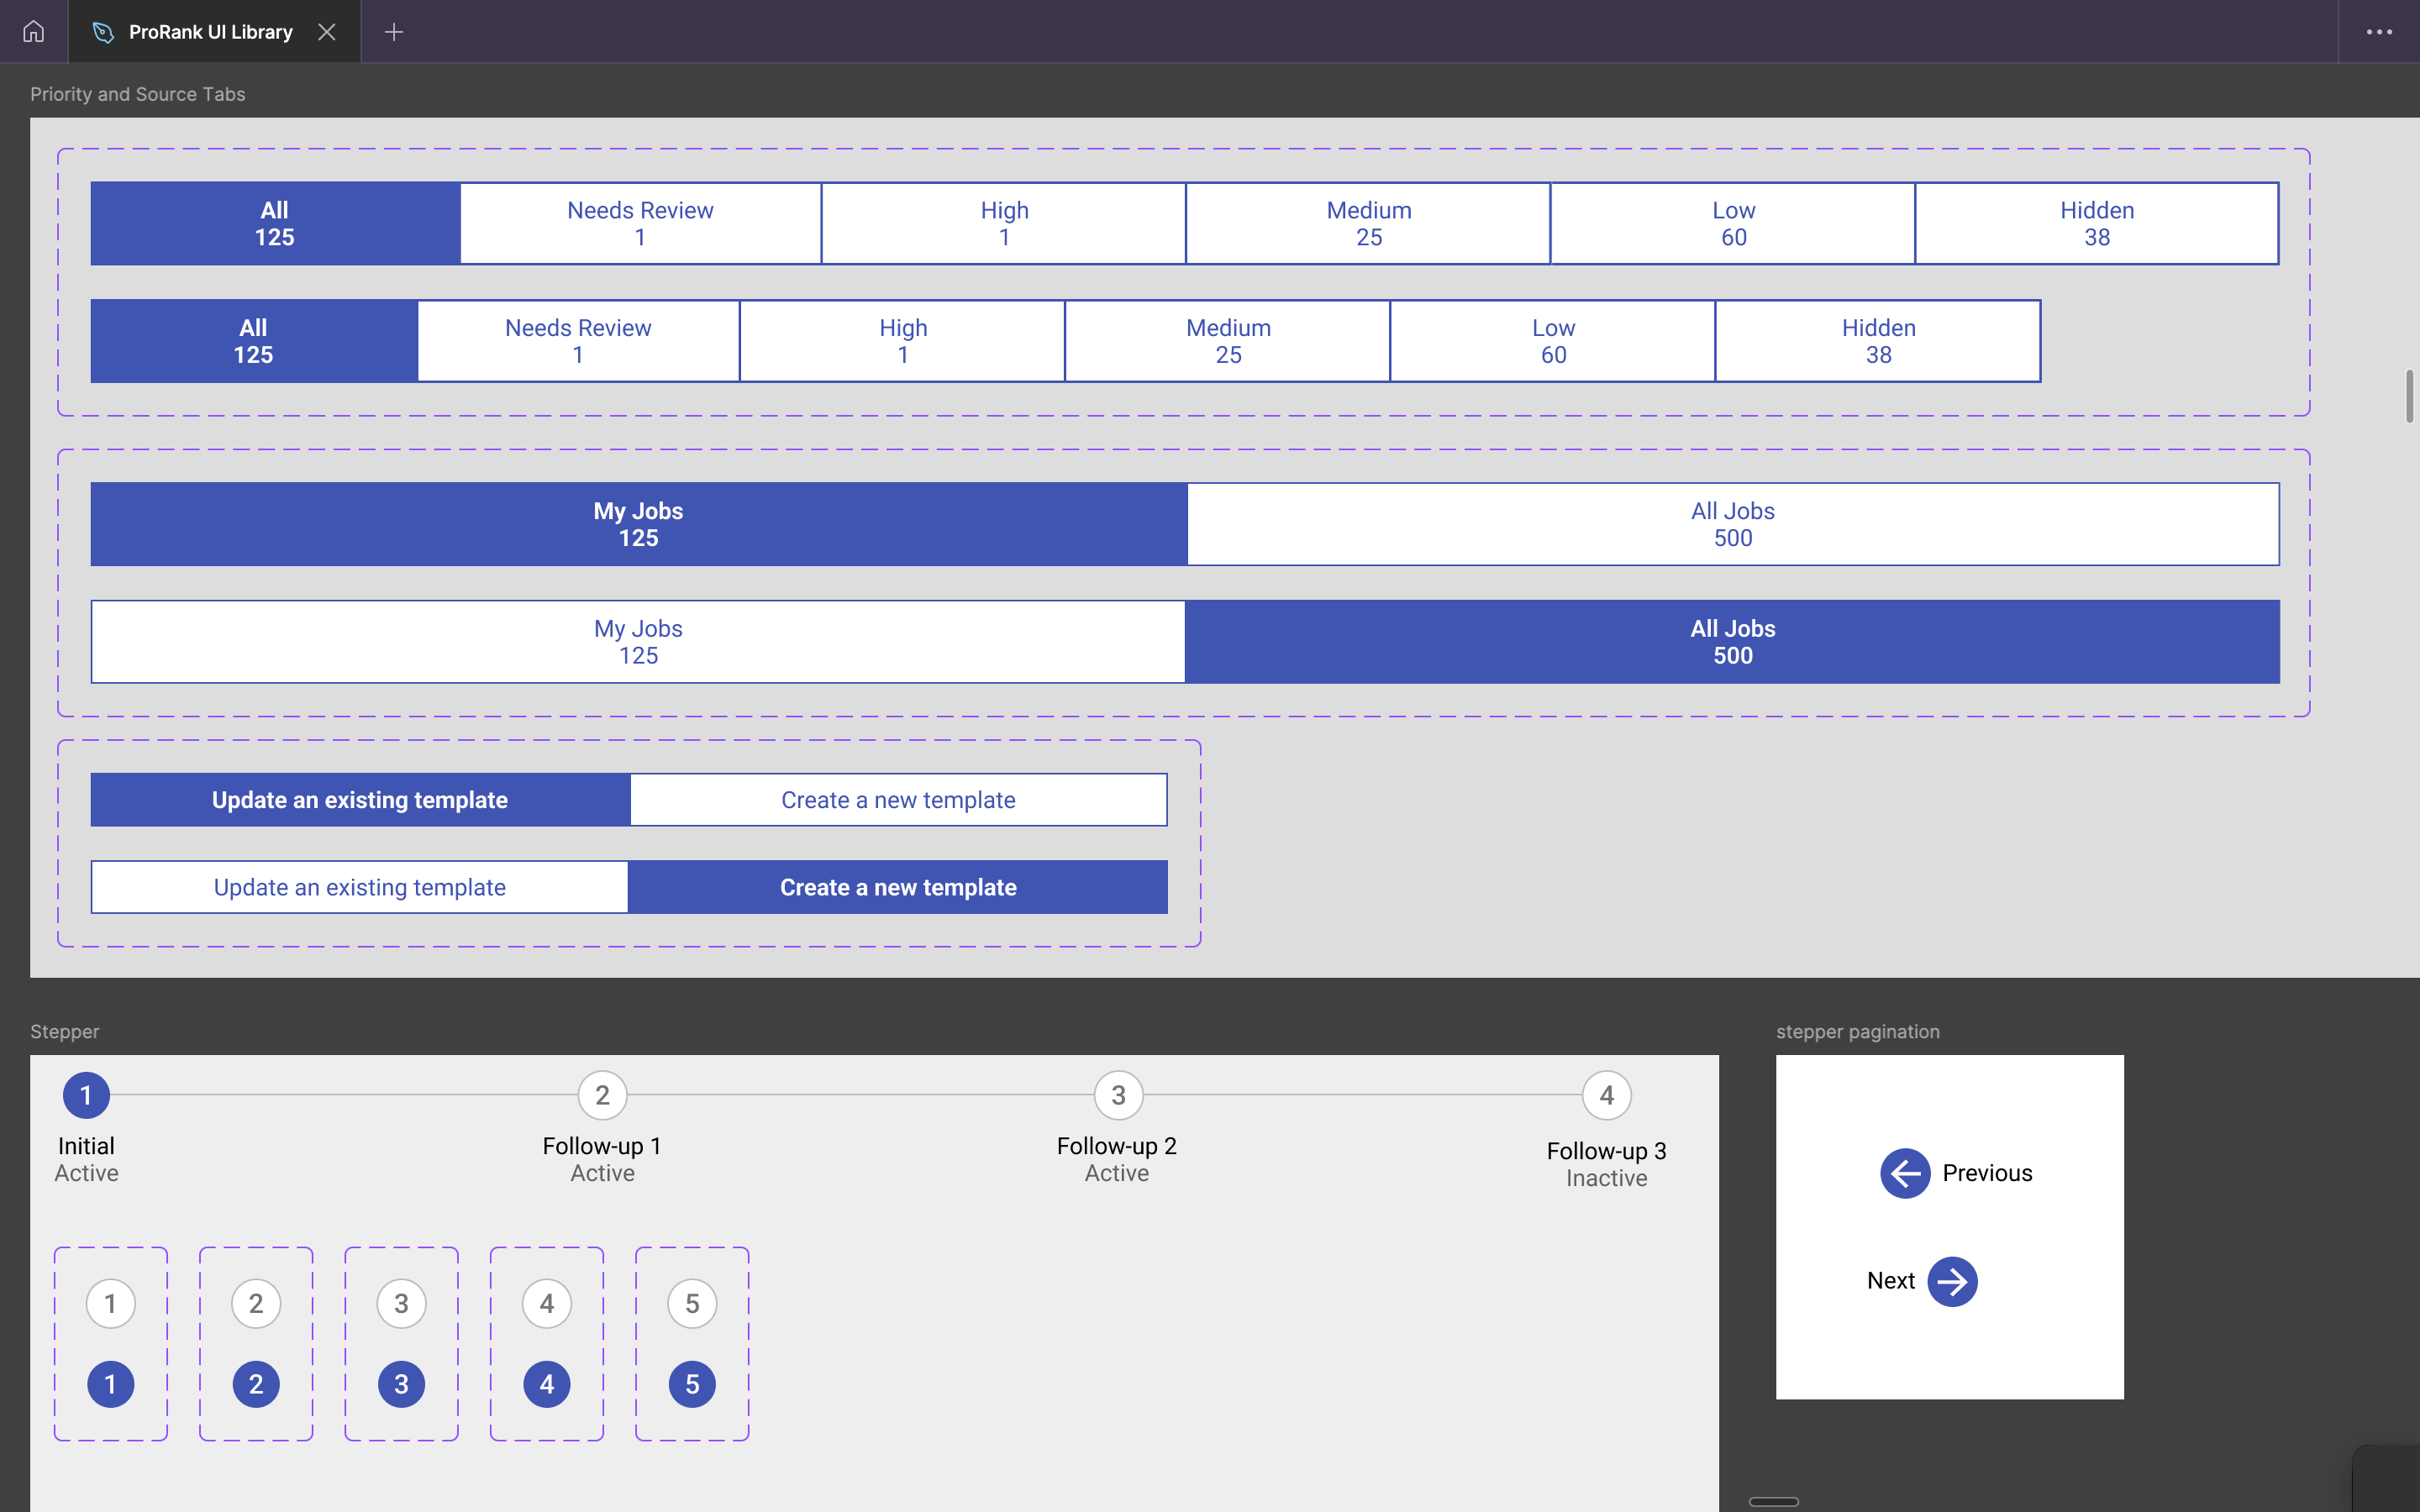 ProRank UI Library
Priority and Source Tabs
All Needs Review High Medium Low Hidden
125 1 1 25 60 38
All Needs Review High Medium Low Hidden
125 1 1 25 60 38
My Jobs All Jobs
125 500
My Jobs All Jobs
125 500
Update an existing template Create a new template
Update an existing template Create a new template
Stepper
1 2 3 4
Initial Follow-up 1 Follow-up 2 Follow-up 3
Active Active Active Inactive
1 2 3 4 5
1 2 3 4 5
stepper pagination
Previous
Next